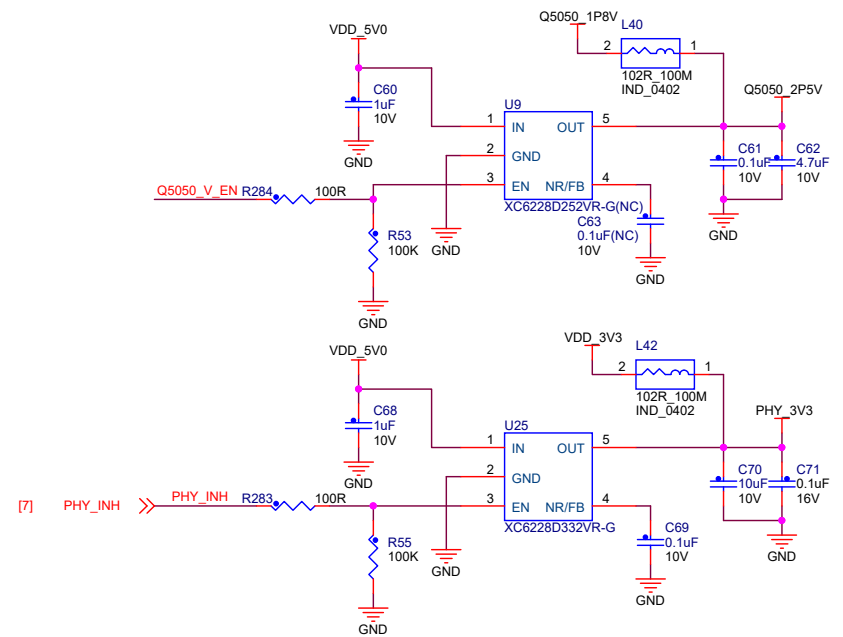 Q5050_1P8V
L40
VDD_5V0
2
1
102R_100M
IND_0402
C60
1uF
10V
U9
Q5050_2P5V
1
IN
OUT
5
C61
0.1uF
10V
C62
4.7uF
10V
GND
2
GND
Q5050_V_EN
R284
100R
3
EN
NR/FB
4
XC6228D252VR-G(NC)
C63
0.1uF(NC)
10V
R53
100K
GND
GND
GND
GND
VDD_3V3
L42
VDD_5V0
2
1
102R_100M
IND_0402
C68
1uF
10V
U25
PHY_3V3
1
IN
OUT
5
C70
10uF
10V
C71
0.1uF
16V
GND
2
GND
[7]
PHY_INH
PHY_INH
R283
100R
3
EN
NR/FB
4
XC6228D332VR-G
C69
0.1uF
10V
R55
100K
GND
GND
GND
GND